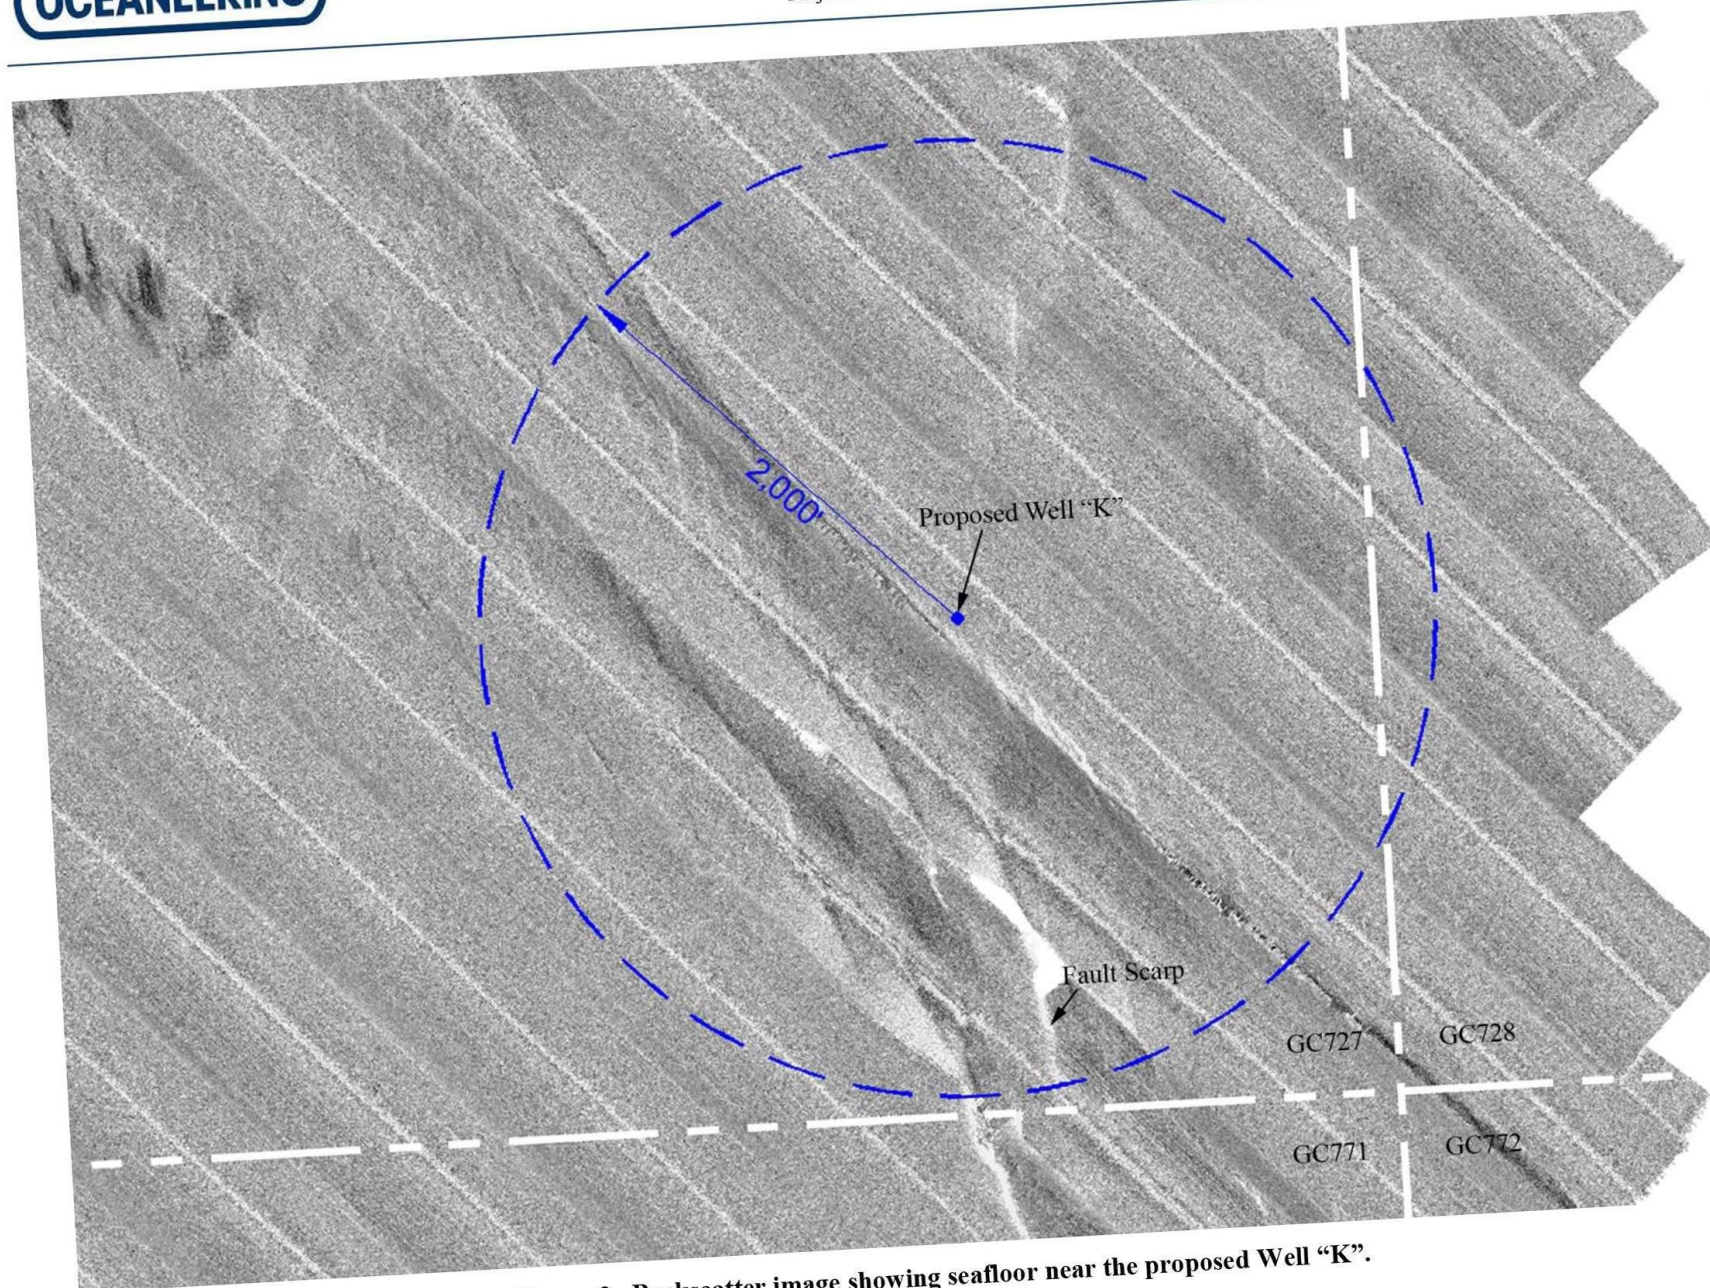 OCEANEERING
2,000'
Proposed Well “K”
Fault Scarp
GC727
GC728
GC771
GC772
Backscatter image showing seafloor near the proposed Well “K”.